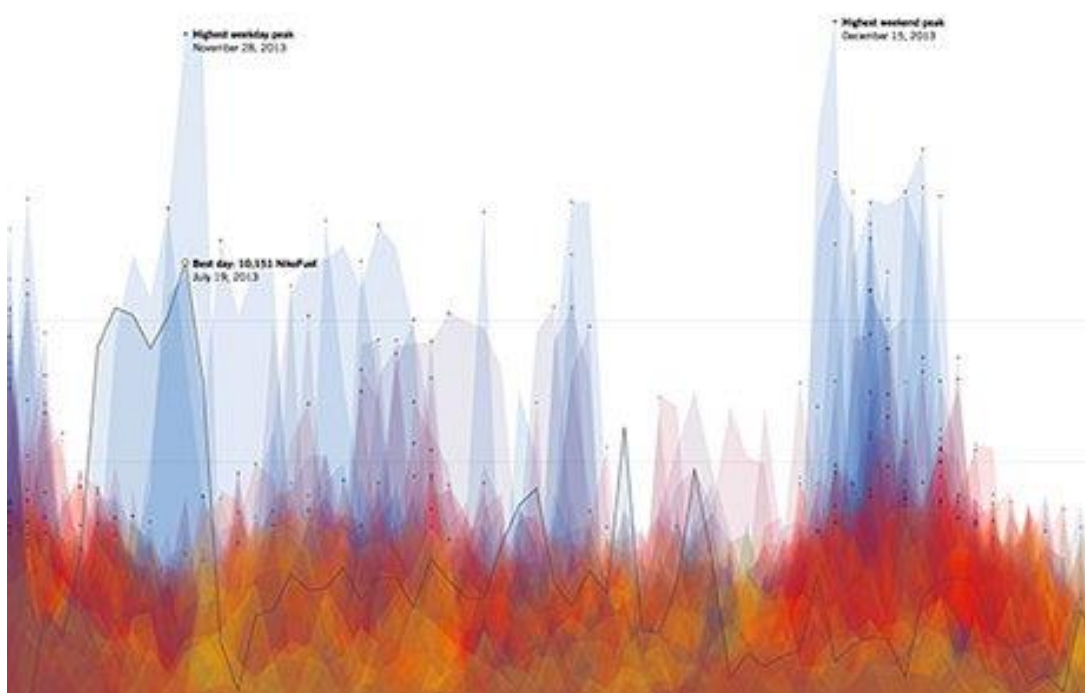 Highest weekday peak
November 28, 2013
Highest weekend peak
December 15, 2013
Best day: 10,151 NikeFuel
July 19, 2013